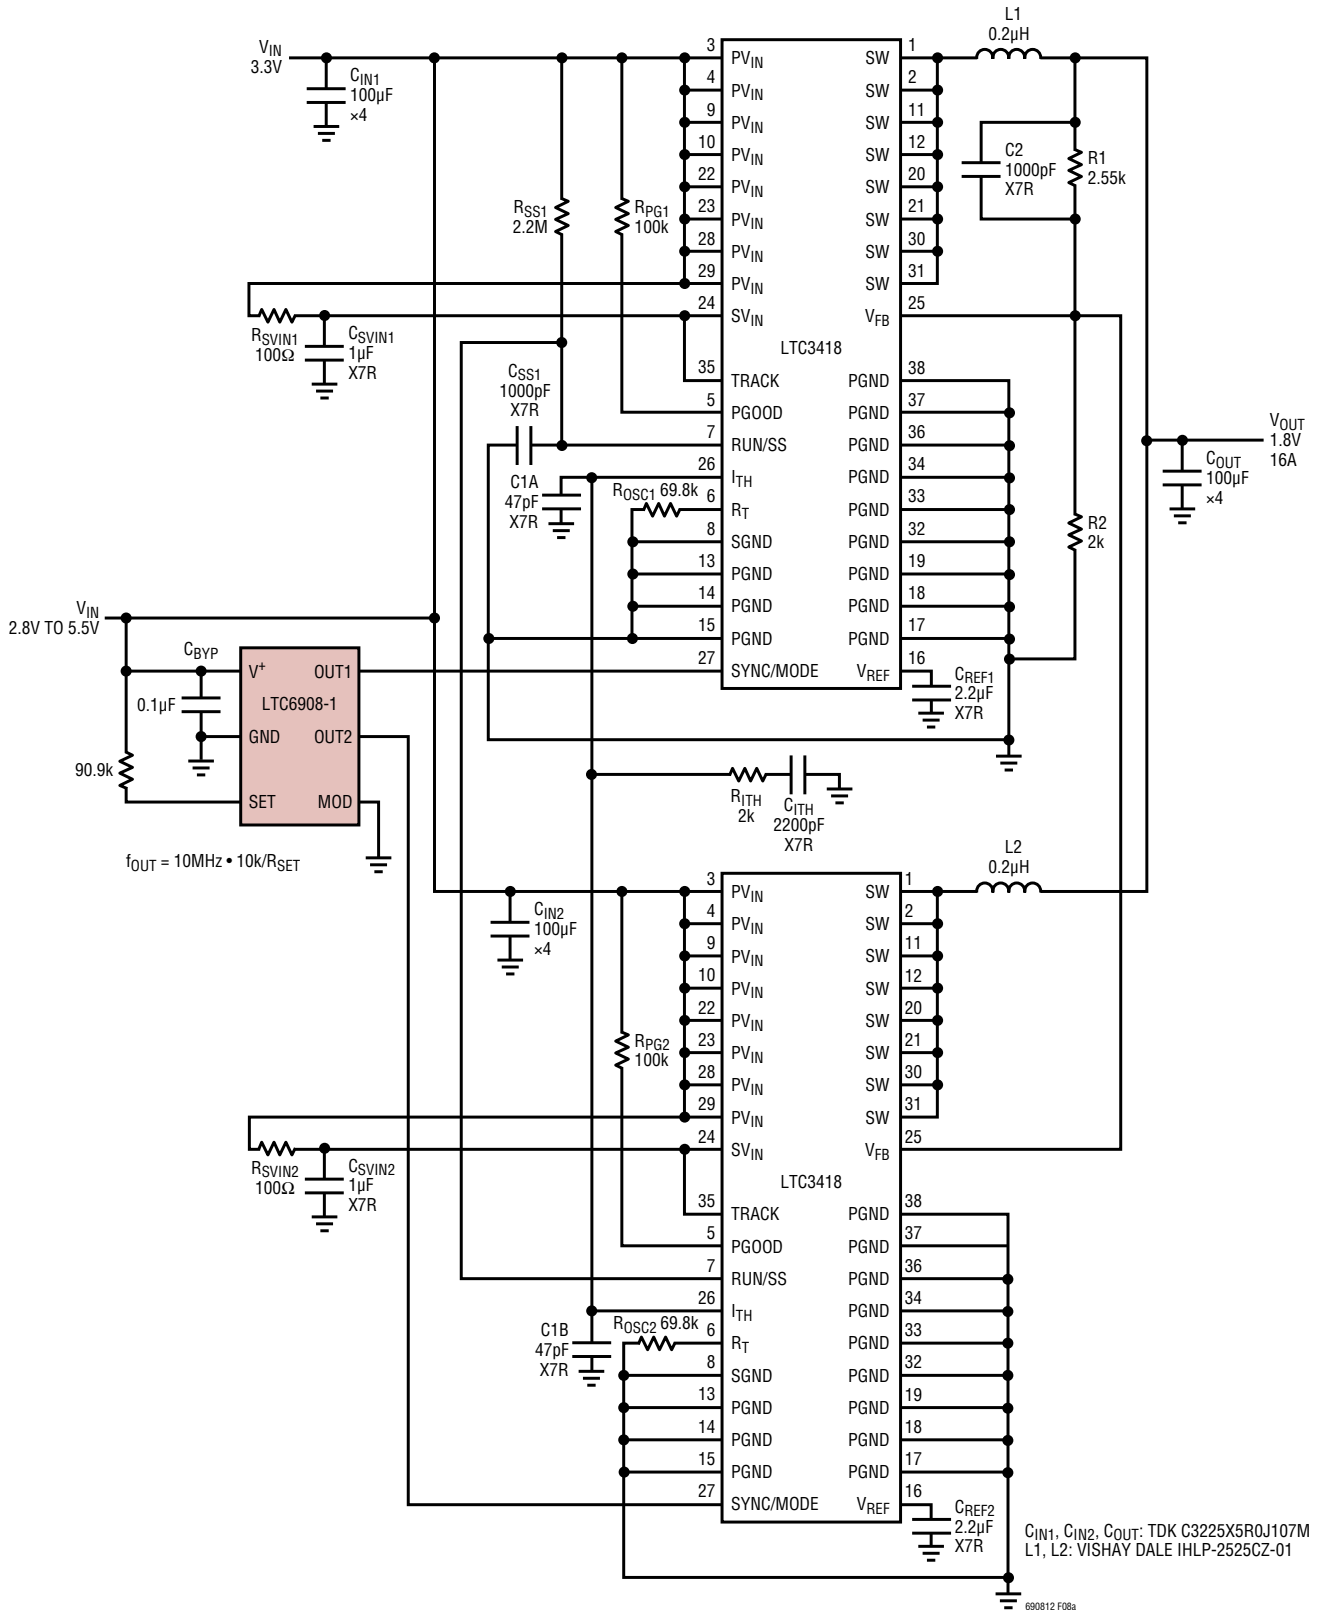 L1
0.2µH
VIN
3.3V
CIN1
100µF
×4
RSS1
2.2M
RPG1
100k
3
PVIN
4
PVIN
9
PVIN
10
PVIN
22
PVIN
23
PVIN
28
PVIN
29
PVIN
24
SVIN
35
TRACK
5
PGOOD
7
RUN/SS
26
ITH
6
RT
8
SGND
13
PGND
14
PGND
15
PGND
27
SYNC/MODE
LTC3418
SW
1
SW
2
SW
11
SW
12
SW
20
SW
21
SW
30
SW
31
VFB
25
PGND
38
PGND
37
PGND
36
PGND
34
PGND
33
PGND
32
PGND
19
PGND
18
PGND
17
VREF
16
C2
1000pF
X7R
R1
2.55k
RSVIN1
100Ω
CSVIN1
1µF
X7R
CSS1
1000pF
X7R
C1A
47pF
X7R
ROSC1 69.8k
VOUT
1.8V
16A
COUT
100µF
×4
R2
2k
CREF1
2.2µF
X7R
VIN
2.8V TO 5.5V
CBYP
0.1µF
90.9k
V+
OUT1
LTC6908-1
GND
OUT2
SET
MOD
fOUT = 10MHz • 10k/RSET
RITH
2k
CITH
2200pF
X7R
L2
0.2µH
CIN2
100µF
×4
RPG2
100k
3
PVIN
4
PVIN
9
PVIN
10
PVIN
22
PVIN
23
PVIN
28
PVIN
29
PVIN
24
SVIN
35
TRACK
5
PGOOD
7
RUN/SS
26
ITH
6
RT
8
SGND
13
PGND
14
PGND
15
PGND
27
SYNC/MODE
LTC3418
SW
1
SW
2
SW
11
SW
12
SW
20
SW
21
SW
30
SW
31
VFB
25
PGND
38
PGND
37
PGND
36
PGND
34
PGND
33
PGND
32
PGND
19
PGND
18
PGND
17
VREF
16
RSVIN2
100Ω
CSVIN2
1µF
X7R
C1B
47pF
X7R
ROSC2 69.8k
CREF2
2.2µF
X7R
CIN1, CIN2, COUT: TDK C3225X5R0J107M
L1, L2: VISHAY DALE IHLP-2525CZ-01
690812 F08a